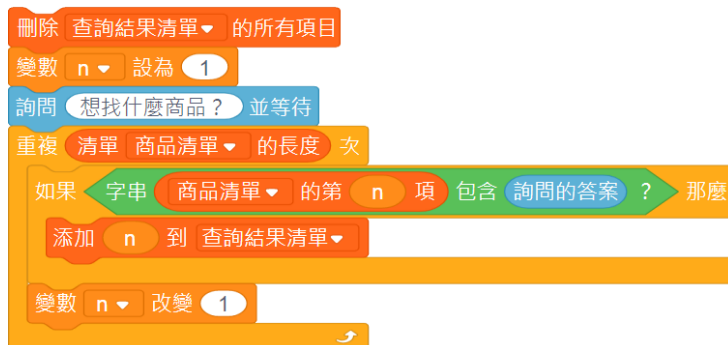 刪除 查詢結果清單 的所有項目
變數 n 設為 1
詢問 想找什麼商品？ 並等待
重複 清單 商品清單 的長度 次
如果 字串 商品清單 的第 n 項 包含 詢問的答案 ? 那麼
添加 n 到 查詢結果清單
變數 n 改變 1